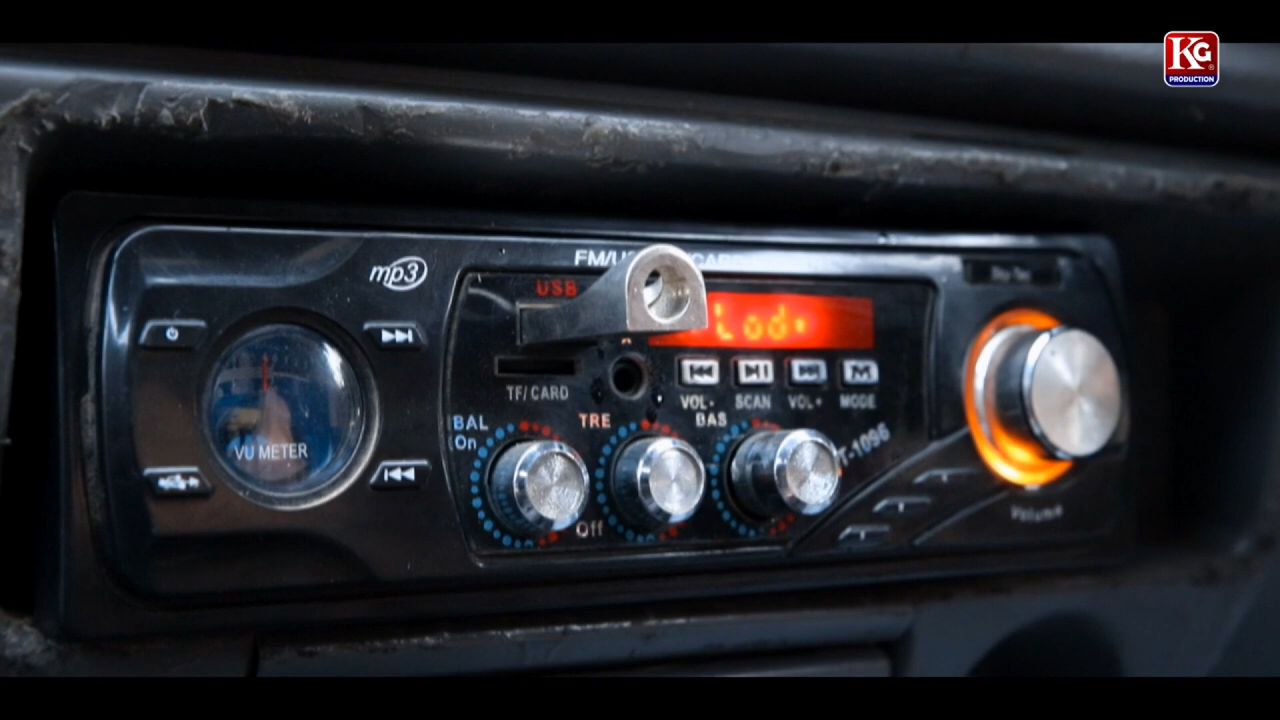 KG
PRODUCTION
mp3
FM/U
USB
Lod
TF/CARD
VOL-
SCAN
VOL+
MODE
BAL
On
TRE
BAS
Off
T-1096
VU METER
Volume